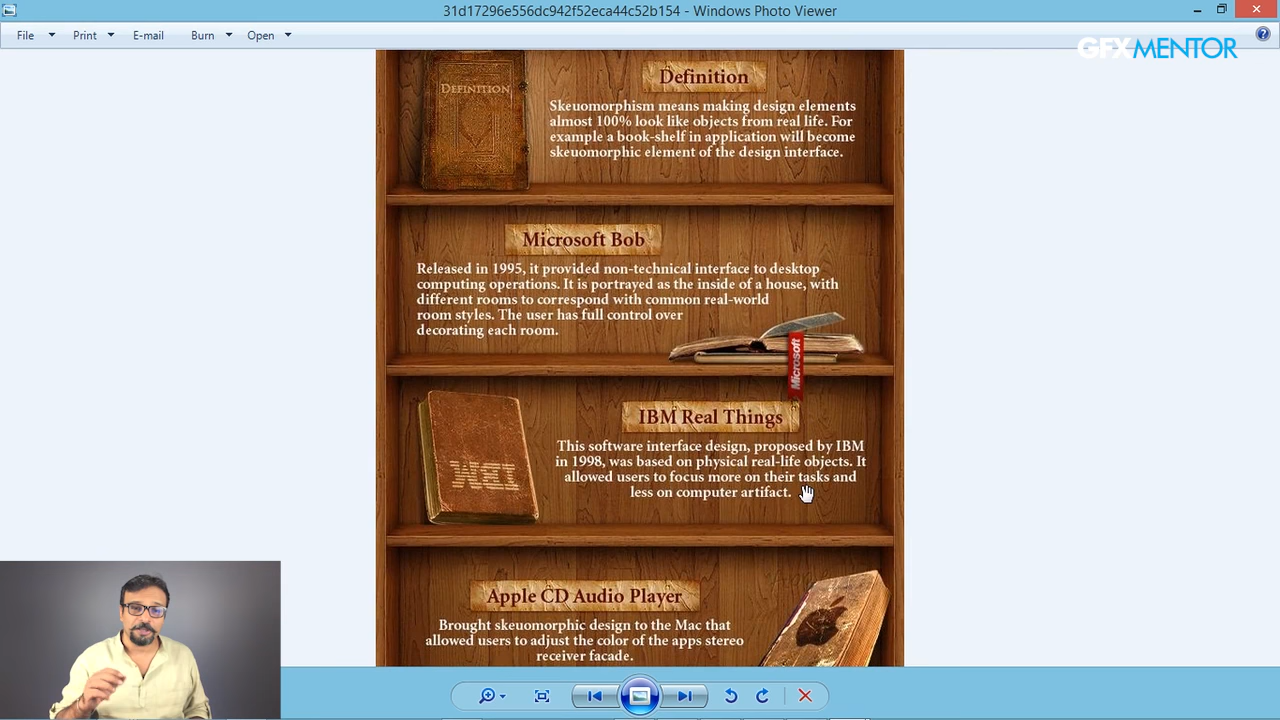 31d17296e556dc942f52eca44c52b154 - Windows Photo Viewer
File Print E-mail Burn Open
GFXMENTOR
DEFINITION
Definition
Skeuomorphism means making design elements
almost 100% look like objects from real life. For
example a book-shelf in application will become
skeuomorphic element of the design interface.
Microsoft Bob
Released in 1995, it provided non-technical interface to desktop
computing operations. It is portrayed as the inside of a house, with
different rooms to correspond with common real-world
room styles. The user has full control over
decorating each room.
Microsoft
IBM Real Things
This software interface design, proposed by IBM
in 1998, was based on physical real-life objects. It
allowed users to focus more on their tasks and
less on computer artifact.
IBM
Apple CD Audio Player
Brought skeuomorphic design to the Mac that
allowed users to adjust the color of the apps stereo
receiver facade.